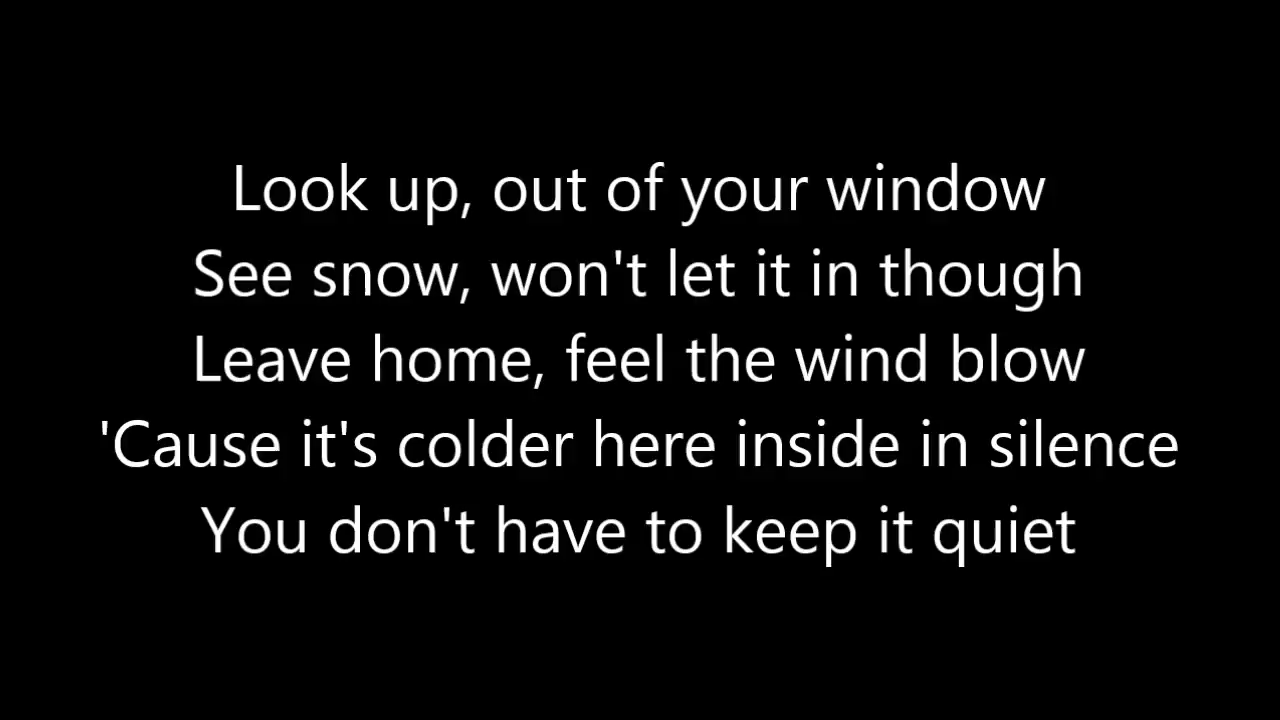 Look up, out of your window
See snow, won't let it in though
Leave home, feel the wind blow
'Cause it's colder here inside in silence
You don't have to keep it quiet